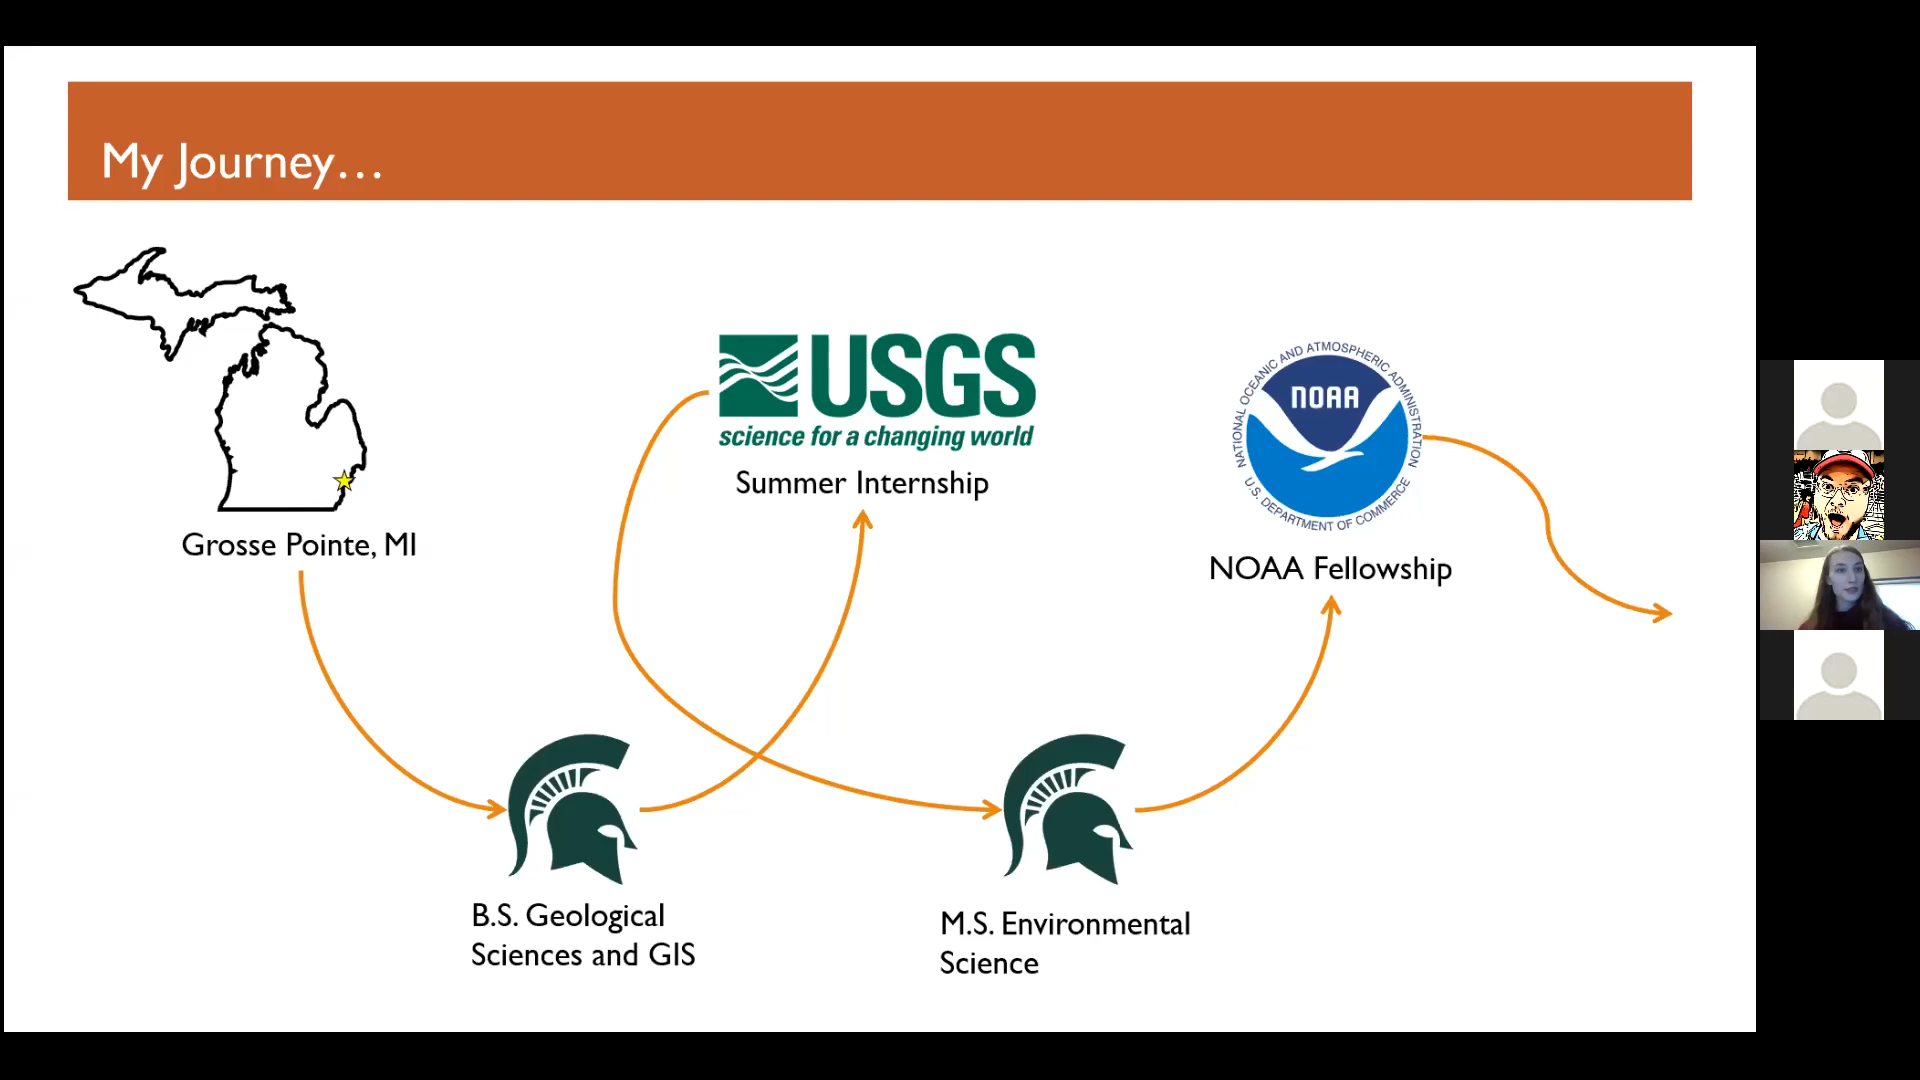 My Journey...
USGS
science for a changing world
Summer Internship
NATIONAL OCEANIC AND ATMOSPHERIC ADMINISTRATION
NOAA
U.S. DEPARTMENT OF COMMERCE
Grosse Pointe, MI
NOAA Fellowship
B.S. Geological
Sciences and GIS
M.S. Environmental
Science